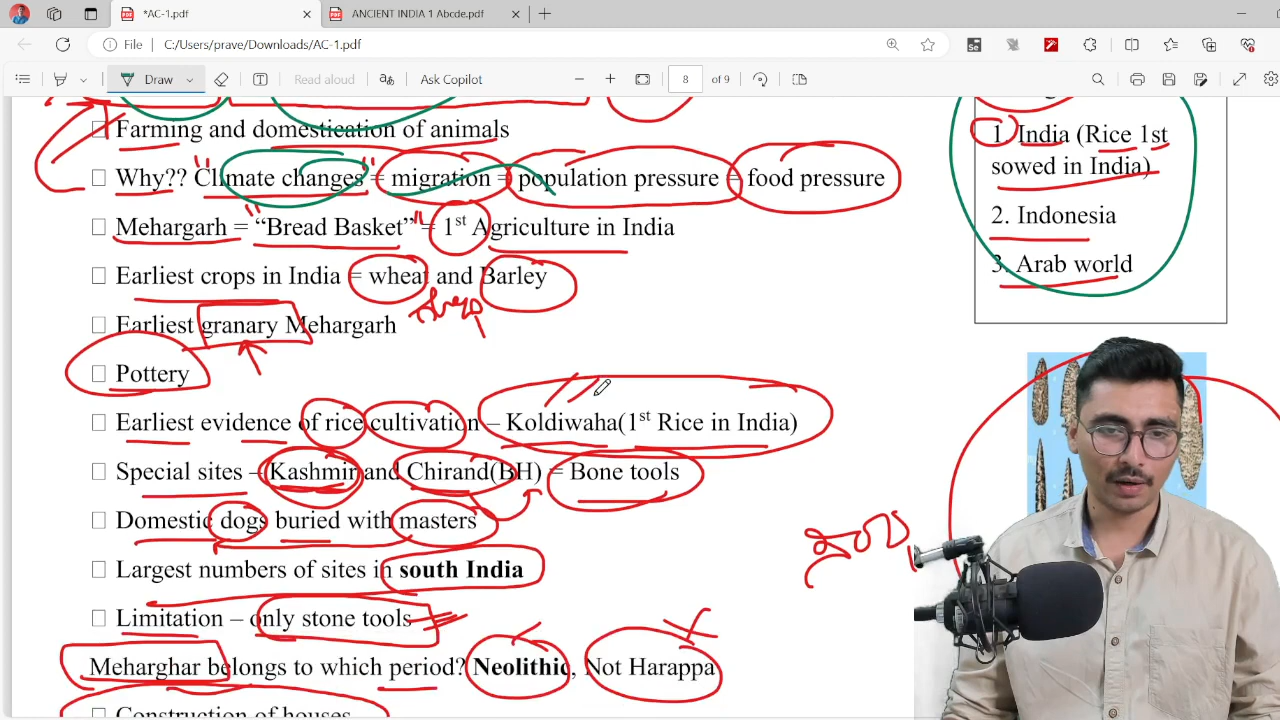 *AC-1.pdf
ANCIENT INDIA 1 Abcde.pdf
File
C:/Users/prave/Downloads/AC-1.pdf
Draw
Read aloud
aあ
Ask Copilot
8
of 9
□ Farming and domestication of animals
□ Why?? "Climate changes" = migration = population pressure = food pressure
□ Mehargarh = “Bread Basket” = 1st Agriculture in India
□ Earliest crops in India = wheat and Barley
□ Earliest granary Mehargarh
□ Pottery
□ Earliest evidence of rice cultivation – Koldiwaha(1st Rice in India)
□ Special sites – Kashmir and Chirand(BH) = Bone tools
□ Domestic dogs buried with masters
□ Largest numbers of sites in south India
□ Limitation – only stone tools
Meharghar belongs to which period? Neolithic, Not Harappa
□ Construction of houses
1. India (Rice 1st
sowed in India)
2. Indonesia
3. Arab world